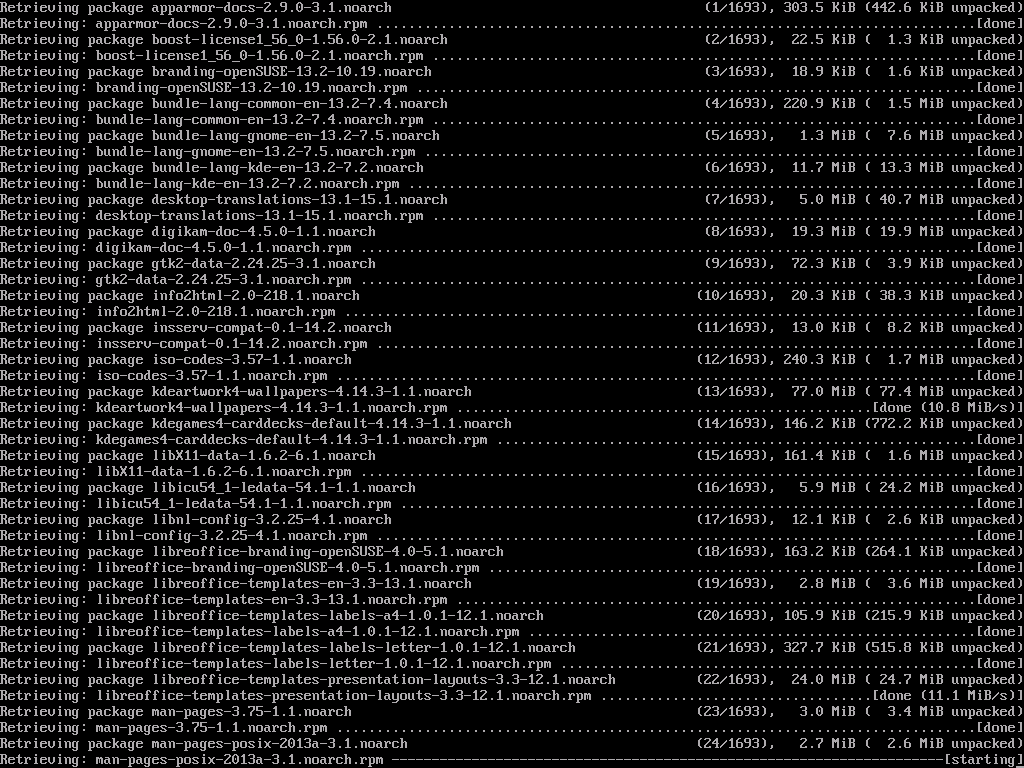 Retrieving package apparmor-docs-2.9.0-3.1.noarch (1/1693), 303.5 KiB (442.6 KiB unpacked)
Retrieving: apparmor-docs-2.9.0-3.1.noarch.rpm ...........................................................................[done]
Retrieving package boost-license1_56_0-1.56.0-2.1.noarch (2/1693),  22.5 KiB (  1.3 KiB unpacked)
Retrieving: boost-license1_56_0-1.56.0-2.1.noarch.rpm ....................................................................[done]
Retrieving package branding-openSUSE-13.2-10.19.noarch (3/1693),  18.9 KiB (  1.6 KiB unpacked)
Retrieving: branding-openSUSE-13.2-10.19.noarch.rpm ......................................................................[done]
Retrieving package bundle-lang-common-en-13.2-7.4.noarch (4/1693), 220.9 KiB (  1.5 MiB unpacked)
Retrieving: bundle-lang-common-en-13.2-7.4.noarch.rpm ....................................................................[done]
Retrieving package bundle-lang-gnome-en-13.2-7.5.noarch (5/1693),   1.3 MiB (  7.6 MiB unpacked)
Retrieving: bundle-lang-gnome-en-13.2-7.5.noarch.rpm .....................................................................[done]
Retrieving package bundle-lang-kde-en-13.2-7.2.noarch (6/1693),  11.7 MiB ( 13.3 MiB unpacked)
Retrieving: bundle-lang-kde-en-13.2-7.2.noarch.rpm .......................................................................[done]
Retrieving package desktop-translations-13.1-15.1.noarch (7/1693),   5.0 MiB ( 40.7 MiB unpacked)
Retrieving: desktop-translations-13.1-15.1.noarch.rpm ....................................................................[done]
Retrieving package digikam-doc-4.5.0-1.1.noarch (8/1693),  19.3 MiB ( 19.9 MiB unpacked)
Retrieving: digikam-doc-4.5.0-1.1.noarch.rpm .............................................................................[done]
Retrieving package gtk2-data-2.24.25-3.1.noarch (9/1693),  72.3 KiB (  3.9 KiB unpacked)
Retrieving: gtk2-data-2.24.25-3.1.noarch.rpm .............................................................................[done]
Retrieving package info2html-2.0-218.1.noarch (10/1693),  20.3 KiB ( 38.3 KiB unpacked)
Retrieving: info2html-2.0-218.1.noarch.rpm ...............................................................................[done]
Retrieving package insserv-compat-0.1-14.2.noarch (11/1693),  13.0 KiB (  8.2 KiB unpacked)
Retrieving: insserv-compat-0.1-14.2.noarch.rpm ...........................................................................[done]
Retrieving package iso-codes-3.57-1.1.noarch (12/1693), 240.3 KiB (  1.7 MiB unpacked)
Retrieving: iso-codes-3.57-1.1.noarch.rpm ................................................................................[done]
Retrieving package kdeartwork4-wallpapers-4.14.3-1.1.noarch (13/1693),  77.0 MiB ( 77.4 MiB unpacked)
Retrieving: kdeartwork4-wallpapers-4.14.3-1.1.noarch.rpm .....................................................[done (10.8 MiB/s)]
Retrieving package kdegames4-carddecks-default-4.14.3-1.1.noarch (14/1693), 146.2 KiB (772.2 KiB unpacked)
Retrieving: kdegames4-carddecks-default-4.14.3-1.1.noarch.rpm ............................................................[done]
Retrieving package libX11-data-1.6.2-6.1.noarch (15/1693), 161.4 KiB (  1.6 MiB unpacked)
Retrieving: libX11-data-1.6.2-6.1.noarch.rpm .............................................................................[done]
Retrieving package libicu54_1-ledata-54.1-1.1.noarch (16/1693),   5.9 MiB ( 24.2 MiB unpacked)
Retrieving: libicu54_1-ledata-54.1-1.1.noarch.rpm ........................................................................[done]
Retrieving package libnl-config-3.2.25-4.1.noarch (17/1693),  12.1 KiB (  2.6 KiB unpacked)
Retrieving: libnl-config-3.2.25-4.1.noarch.rpm ...........................................................................[done]
Retrieving package libreoffice-branding-openSUSE-4.0-5.1.noarch (18/1693), 163.2 KiB (264.1 KiB unpacked)
Retrieving: libreoffice-branding-openSUSE-4.0-5.1.noarch.rpm .............................................................[done]
Retrieving package libreoffice-templates-en-3.3-13.1.noarch (19/1693),   2.8 MiB (  3.6 MiB unpacked)
Retrieving: libreoffice-templates-en-3.3-13.1.noarch.rpm .................................................................[done]
Retrieving package libreoffice-templates-labels-a4-1.0.1-12.1.noarch (20/1693), 105.9 KiB (215.9 KiB unpacked)
Retrieving: libreoffice-templates-labels-a4-1.0.1-12.1.noarch.rpm ........................................................[done]
Retrieving package libreoffice-templates-labels-letter-1.0.1-12.1.noarch (21/1693), 327.7 KiB (515.8 KiB unpacked)
Retrieving: libreoffice-templates-labels-letter-1.0.1-12.1.noarch.rpm ....................................................[done]
Retrieving package libreoffice-templates-presentation-layouts-3.3-12.1.noarch (22/1693),  24.0 MiB ( 24.7 MiB unpacked)
Retrieving: libreoffice-templates-presentation-layouts-3.3-12.1.noarch.rpm ..................................[done (11.1 MiB/s)]
Retrieving package man-pages-3.75-1.1.noarch (23/1693),   3.0 MiB (  3.4 MiB unpacked)
Retrieving: man-pages-3.75-1.1.noarch.rpm ................................................................................[done]
Retrieving package man-pages-posix-2013a-3.1.noarch (24/1693),   2.7 MiB (  2.6 MiB unpacked)
Retrieving: man-pages-posix-2013a-3.1.noarch.rpm ---------------------------------------------------------------------[starting]